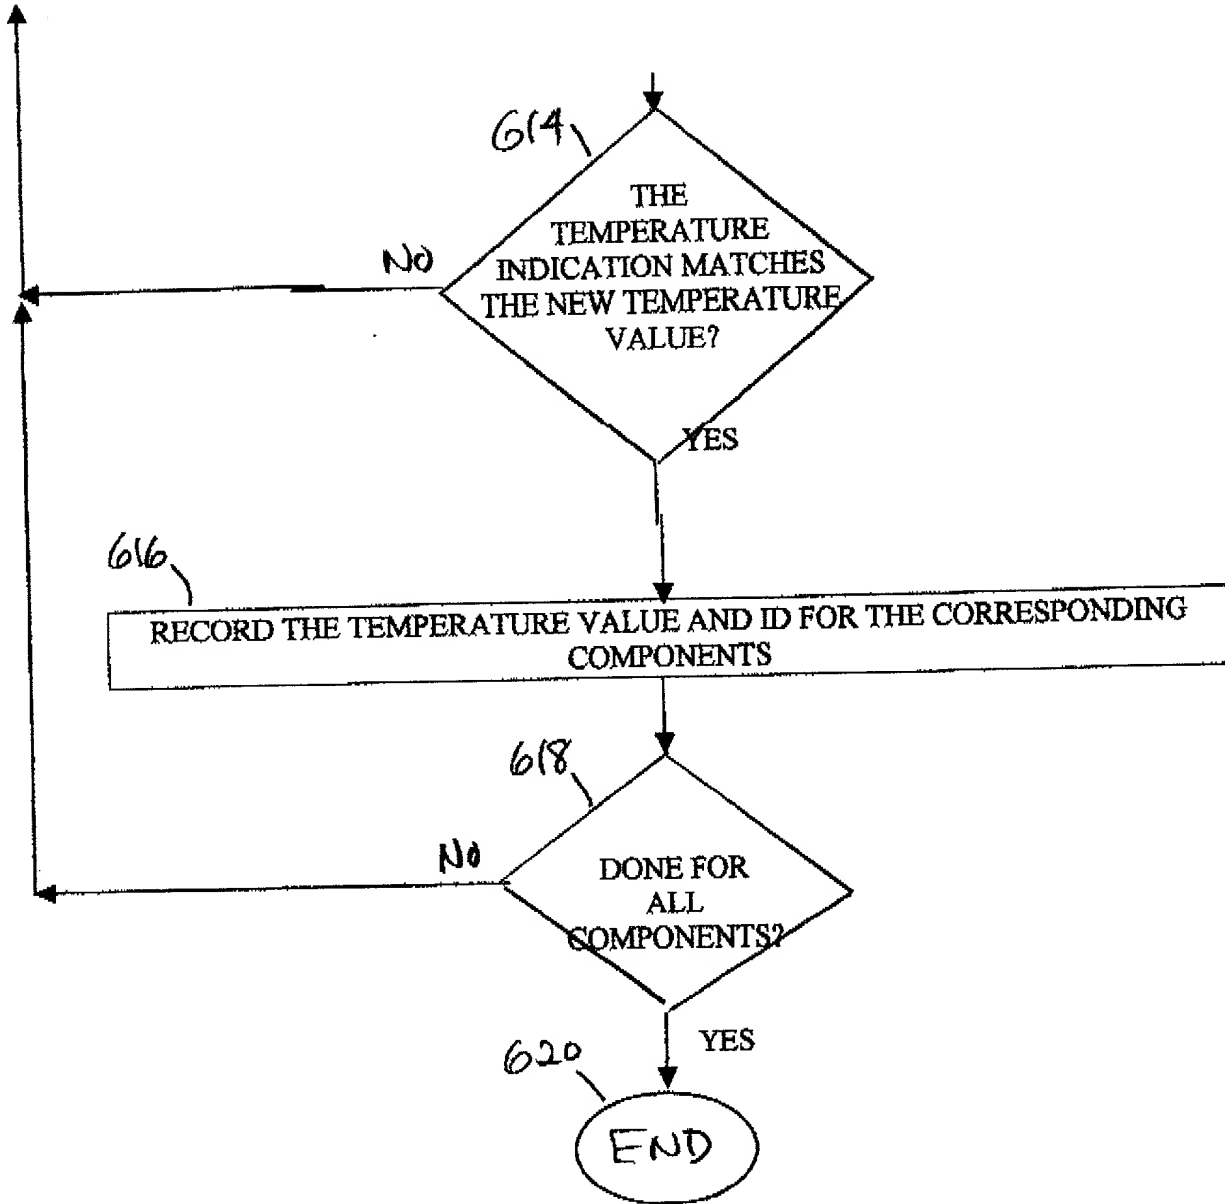 614
THE
TEMPERATURE
INDICATION MATCHES
THE NEW TEMPERATURE
VALUE?
NO
YES
616
RECORD THE TEMPERATURE VALUE AND ID FOR THE CORRESPONDING
COMPONENTS
618
NO
DONE FOR
ALL
COMPONENTS?
YES
620
END